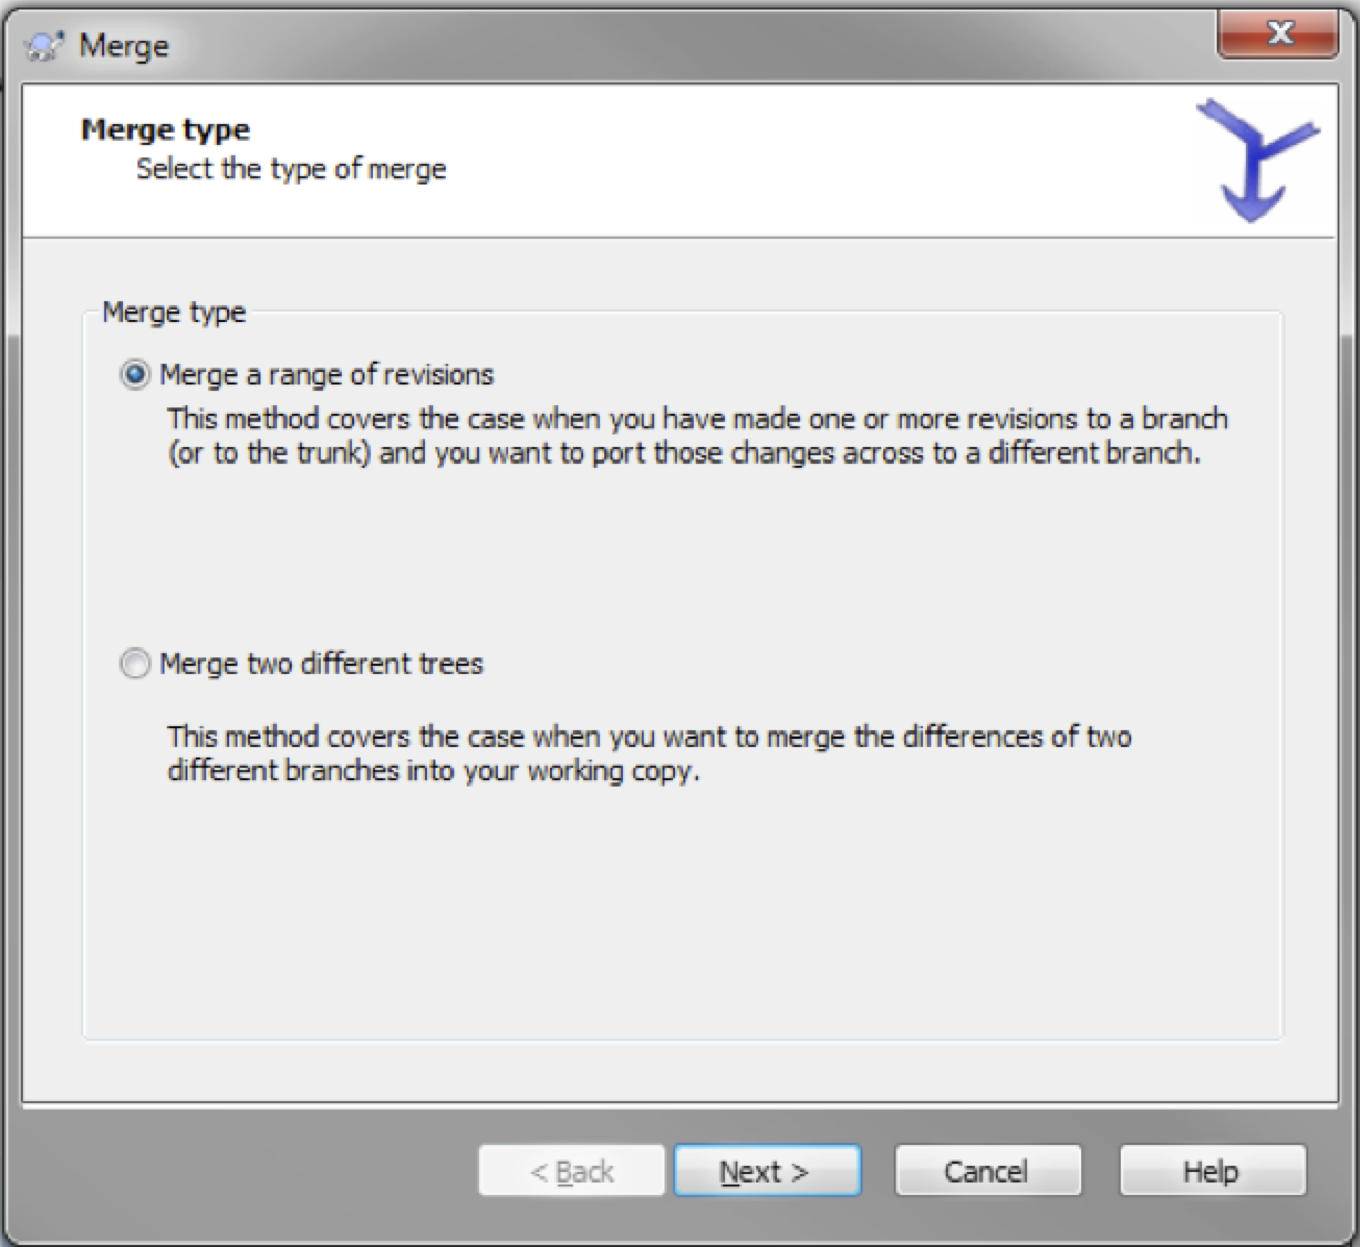 Merge
Merge type
Select the type of merge
Merge type
Merge a range of revisions
This method covers the case when you have made one or more revisions to a branch
(or to the trunk) and you want to port those changes across to a different branch.
Merge two different trees
This method covers the case when you want to merge the differences of two
different branches into your working copy.
< Back
Next >
Cancel
Help